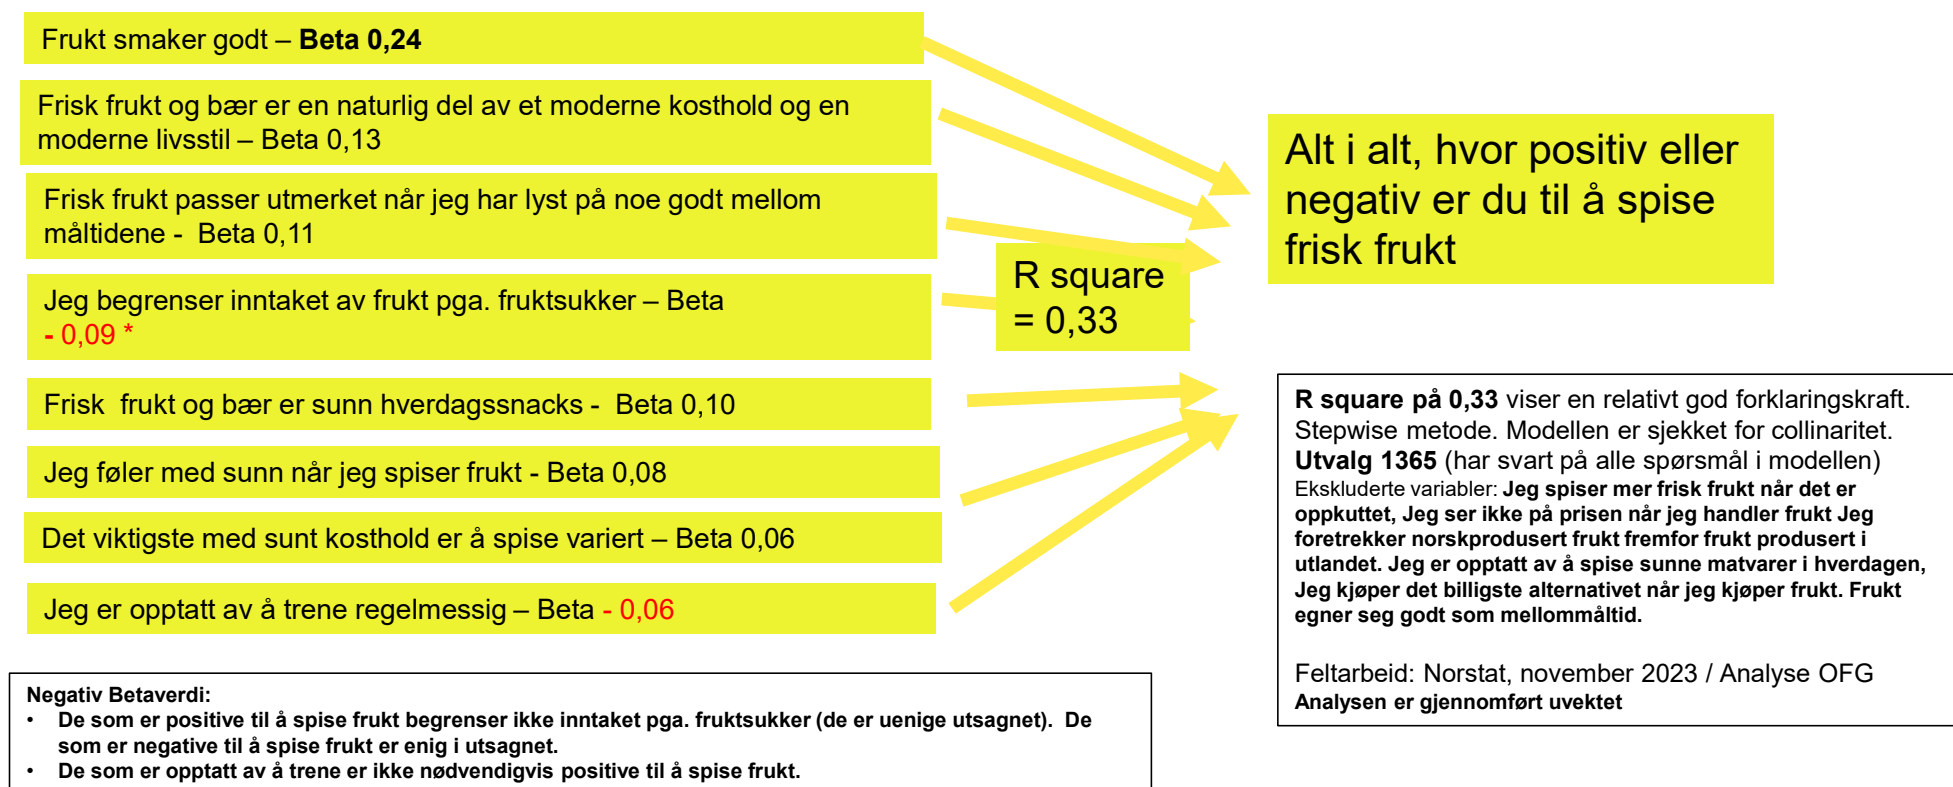 Frukt smaker godt – Beta 0,24
Frisk frukt og bær er en naturlig del av et moderne kosthold og en
moderne livsstil – Beta 0,13
Frisk frukt passer utmerket når jeg har lyst på noe godt mellom
måltidene - Beta 0,11
Jeg begrenser inntaket av frukt pga. fruktsukker – Beta
- 0,09 *
Frisk frukt og bær er sunn hverdagssnacks - Beta 0,10
Jeg føler med sunn når jeg spiser frukt - Beta 0,08
Det viktigste med sunt kosthold er å spise variert – Beta 0,06
Jeg er opptatt av å trene regelmessig – Beta - 0,06
R square
= 0,33
Alt i alt, hvor positiv eller
negativ er du til å spise
frisk frukt
R square på 0,33 viser en relativt god forklaringskraft.
Stepwise metode. Modellen er sjekket for collinaritet.
Utvalg 1365 (har svart på alle spørsmål i modellen)
Ekskluderte variabler: Jeg spiser mer frisk frukt når det er
oppkuttet, Jeg ser ikke på prisen når jeg handler frukt Jeg
foretrekker norskprodusert frukt fremfor frukt produsert i
utlandet. Jeg er opptatt av å spise sunne matvarer i hverdagen,
Jeg kjøper det billigste alternativet når jeg kjøper frukt. Frukt
egner seg godt som mellommåltid.
Feltarbeid: Norstat, november 2023 / Analyse OFG
Analysen er gjennomført uvektet
Negativ Betaverdi:
• De som er positive til å spise frukt begrenser ikke inntaket pga. fruktsukker (de er uenige utsagnet). De
som er negative til å spise frukt er enig i utsagnet.
• De som er opptatt av å trene er ikke nødvendigvis positive til å spise frukt.